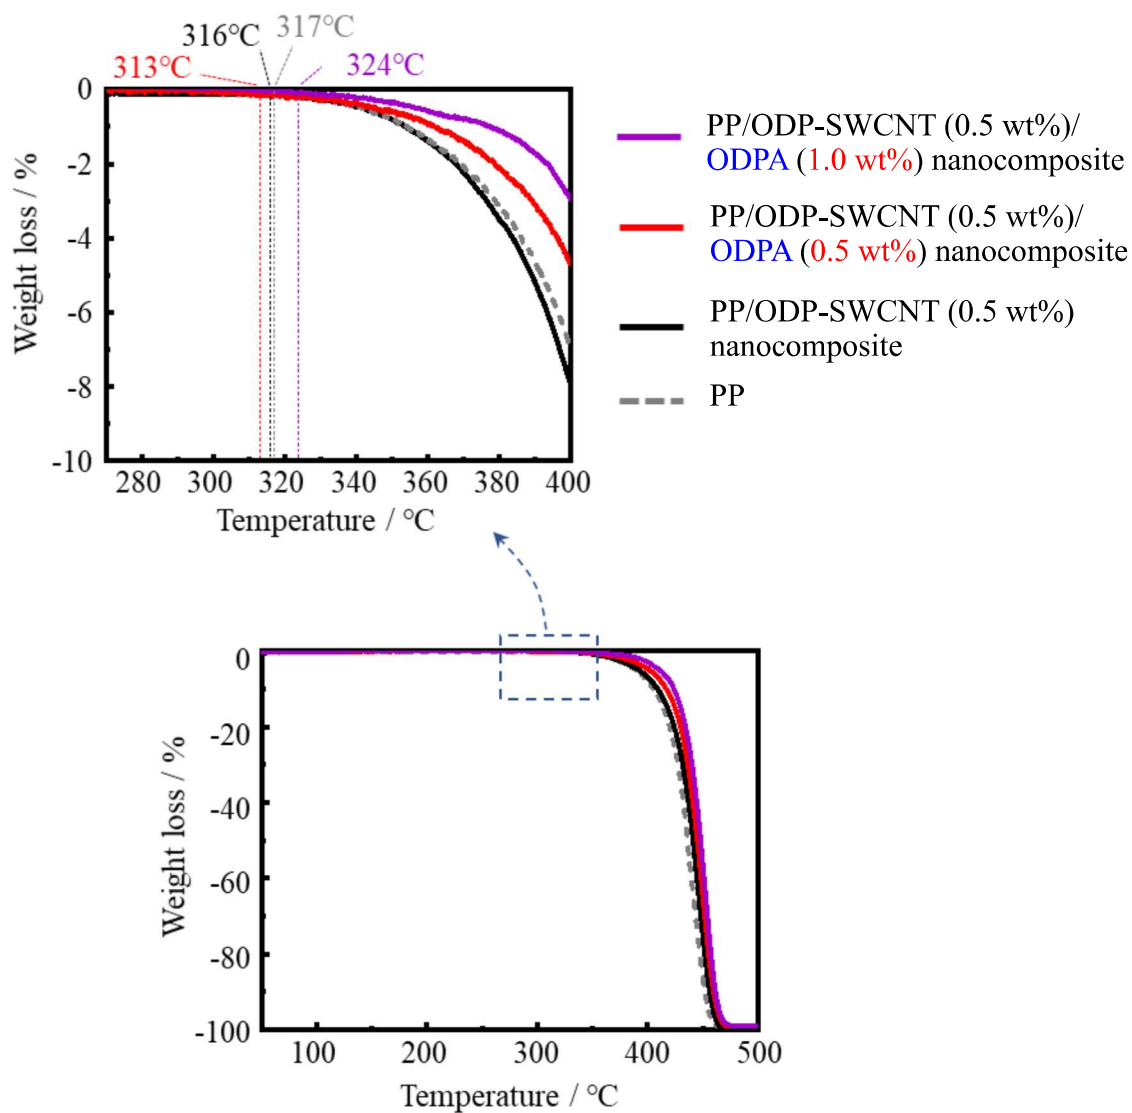 316°C
317°C
313°C
324°C
0
-2
-4
-6
-8
-10
Weight loss / %
280 300 320 340 360 380 400
Temperature / °C
PP/ODP-SWCNT (0.5 wt%)/
ODPA (1.0 wt%) nanocomposite
PP/ODP-SWCNT (0.5 wt%)/
ODPA (0.5 wt%) nanocomposite
PP/ODP-SWCNT (0.5 wt%)
nanocomposite
PP
0
-20
-40
-60
-80
-100
Weight loss / %
100 200 300 400 500
Temperature / °C